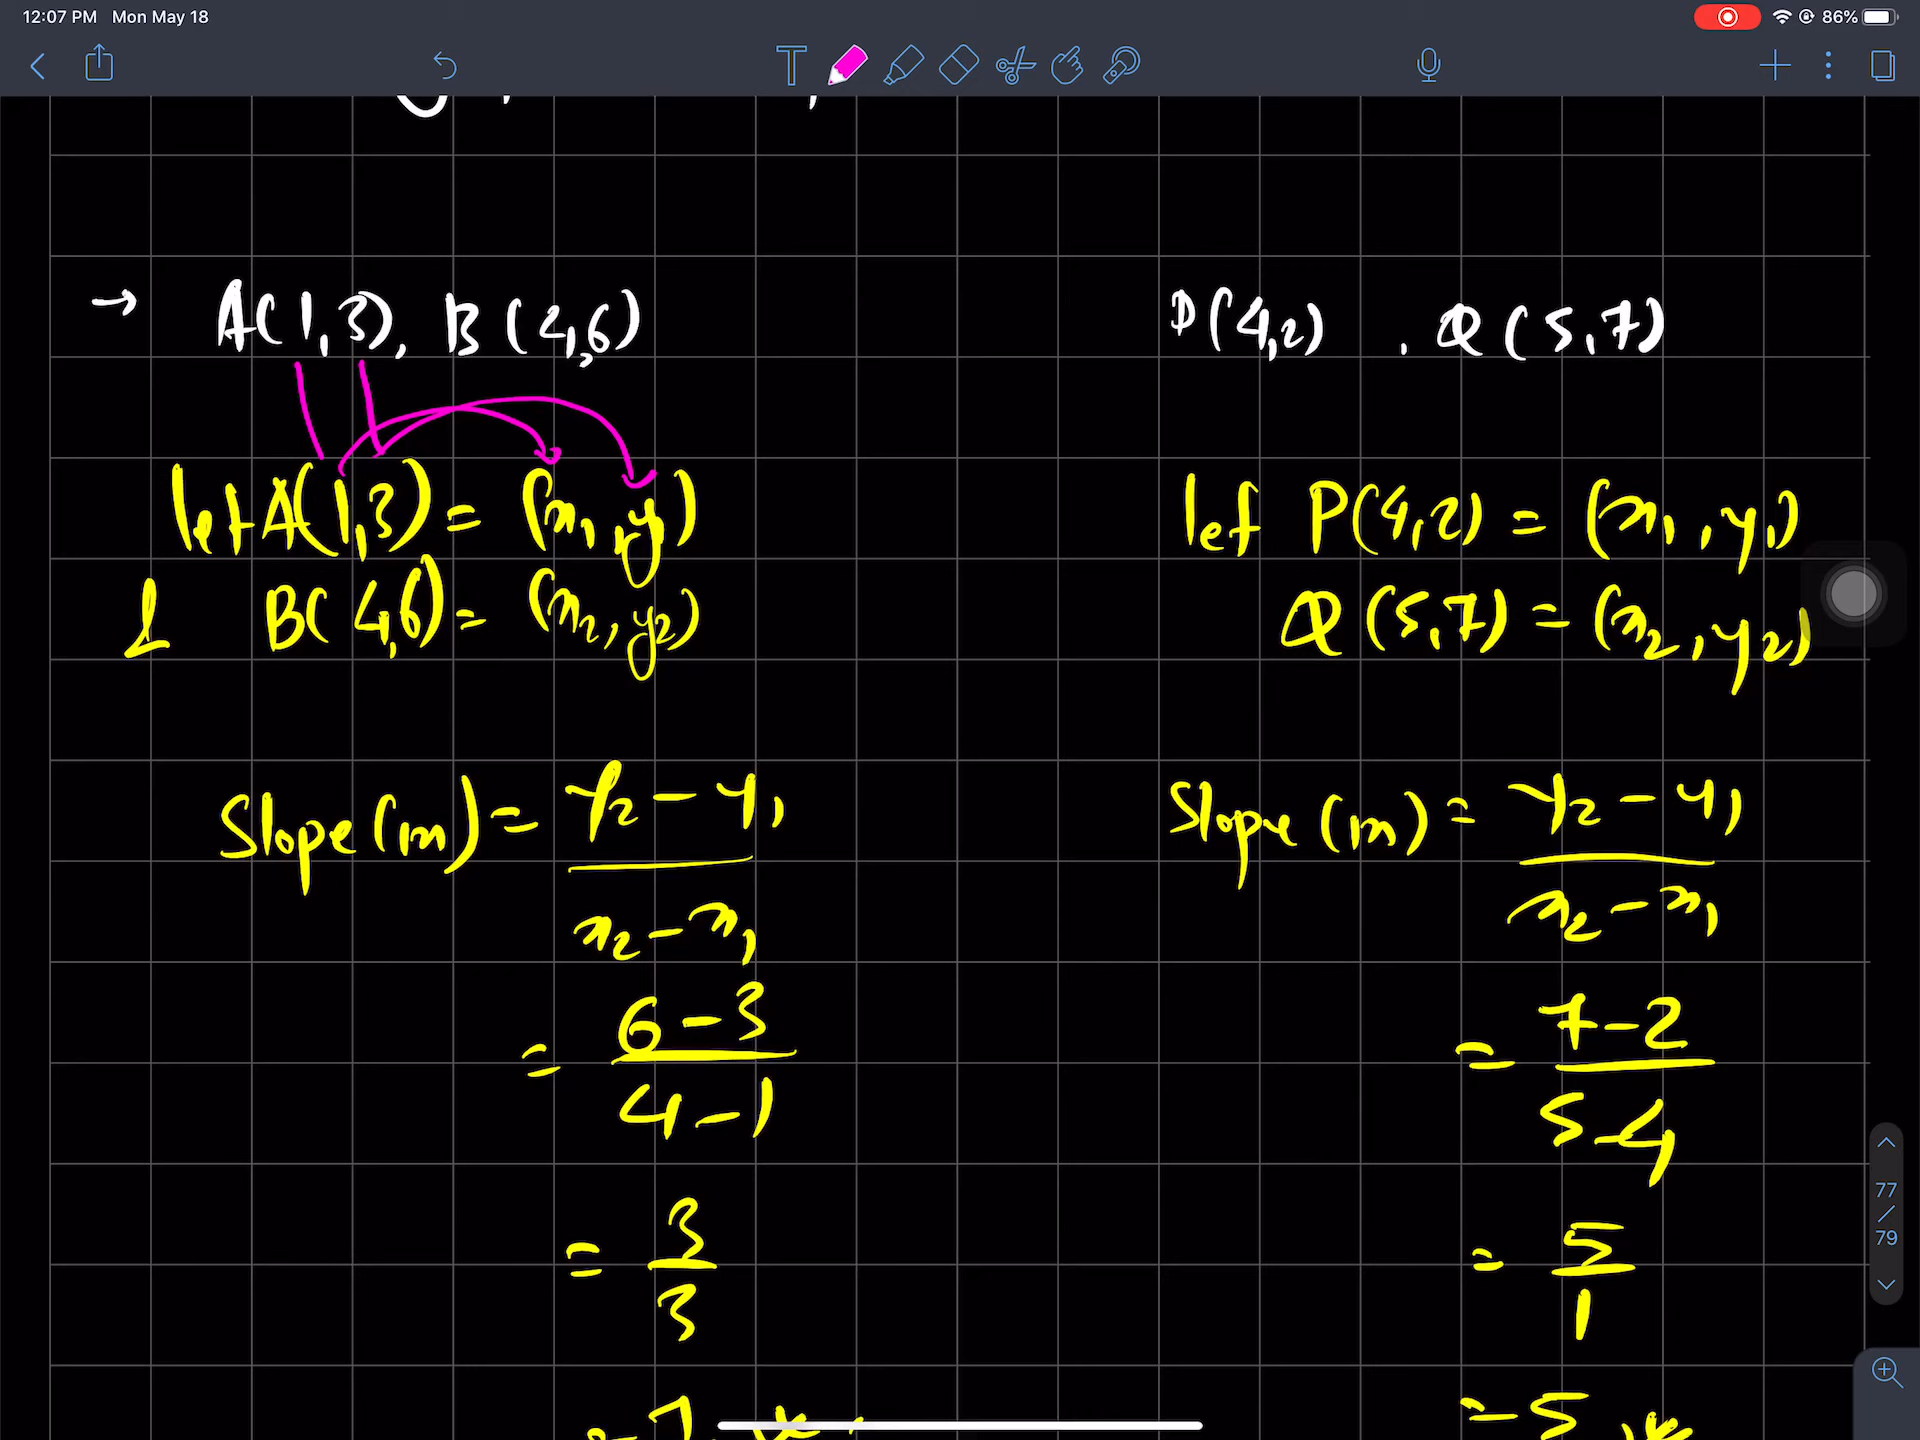 12:07 PM Mon May 18 86%
→ A(1,3), B(4,6)
let A(1,3) = (x1,y)
& B(4,6) = (x2,y2)
Slope(m) = y2 - y1
x2 - x1
= 6 - 3
4 - 1
= 3
3
P(4,2) . Q(5,7)
let P(4,2) = (x1,y1)
Q(5,7) = (x2,y2)
Slope(m) = y2 - y1
x2 - x1
= 7 - 2
5 - 4
= 5
1
= 5
77
/
79